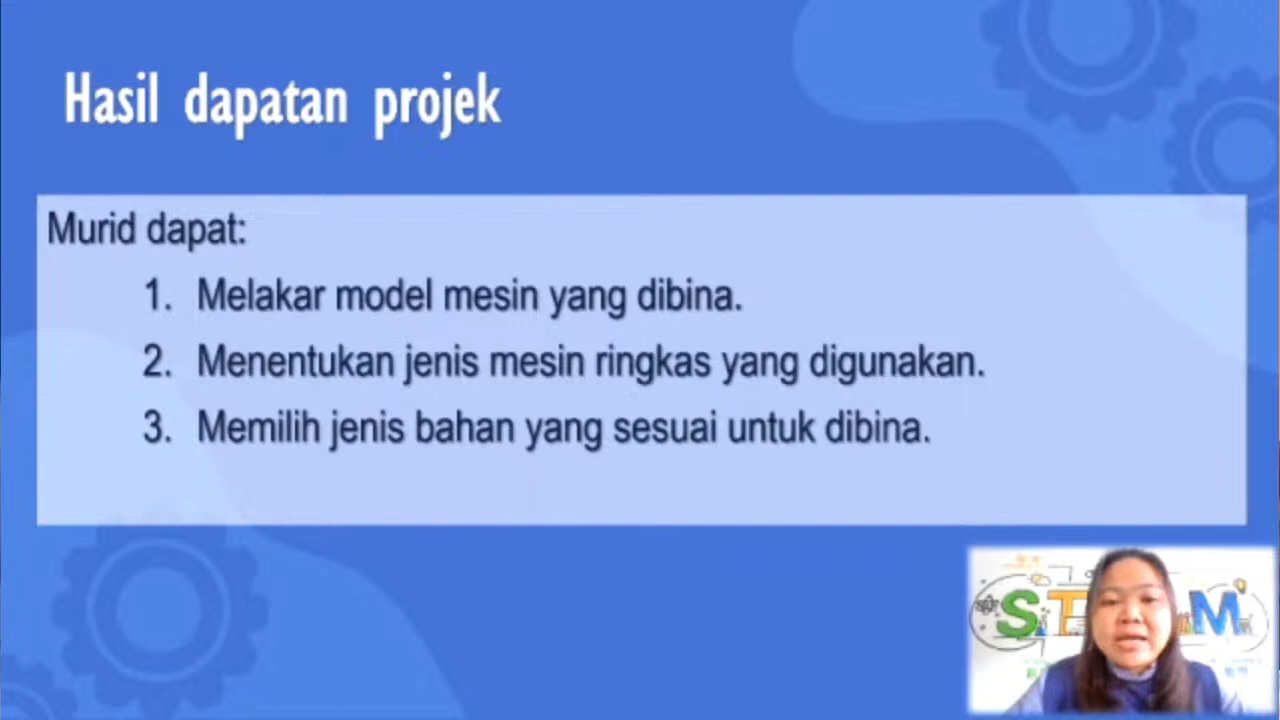 Hasil dapatan projek
Murid dapat:
1. Melakar model mesin yang dibina.
2. Menentukan jenis mesin ringkas yang digunakan.
3. Memilih jenis bahan yang sesuai untuk dibina.
ST M